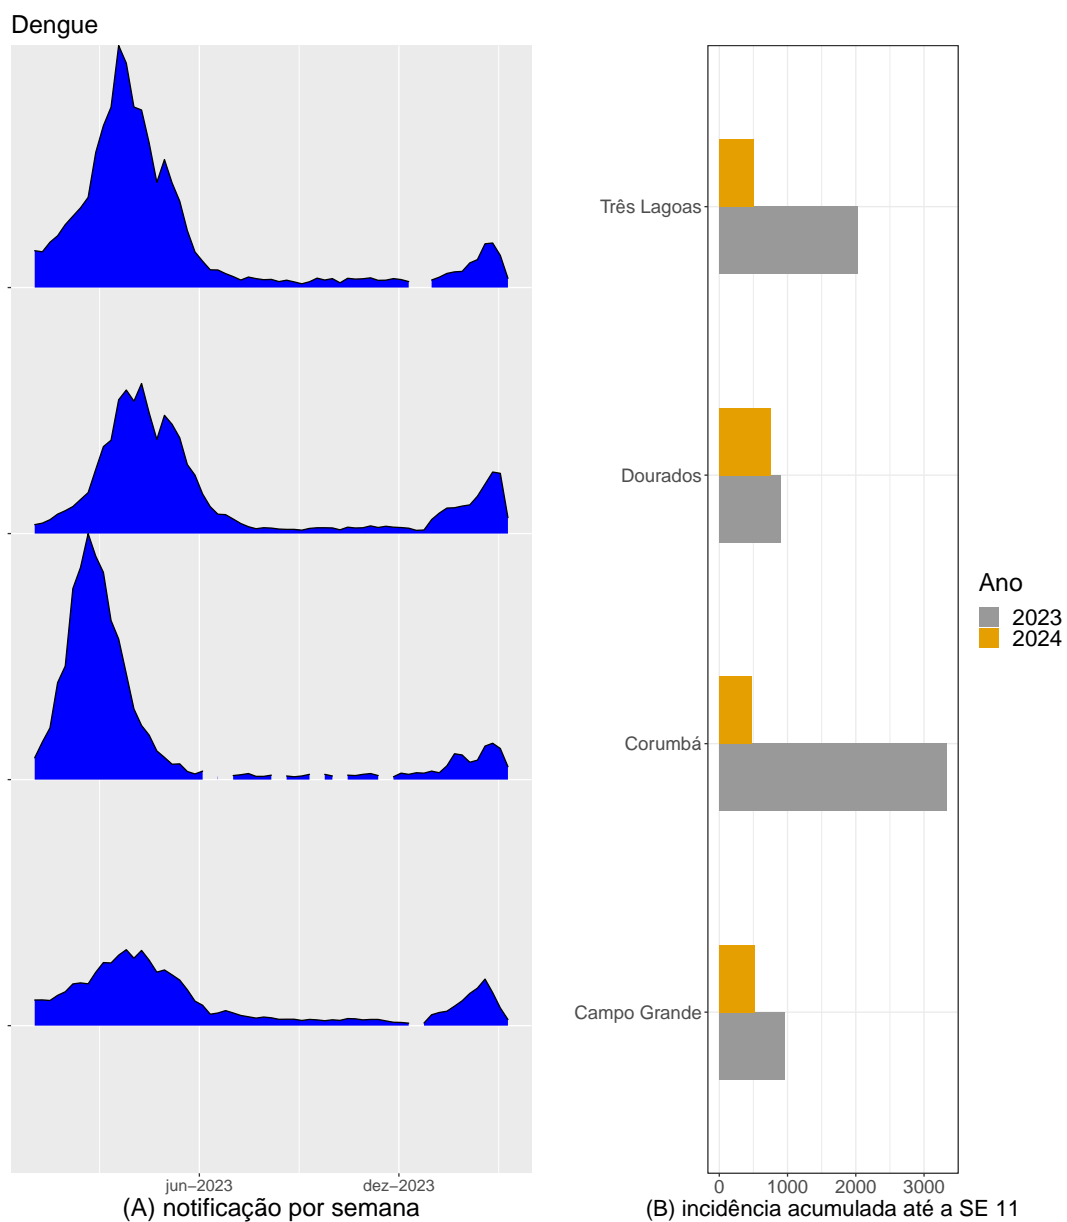 Dengue
jun–2023
dez–2023
(A) notificação por semana
Três Lagoas
Dourados
Corumbá
Campo Grande
0
1000
2000
3000
(B) incidência acumulada até a SE 11
Ano
2023
2024